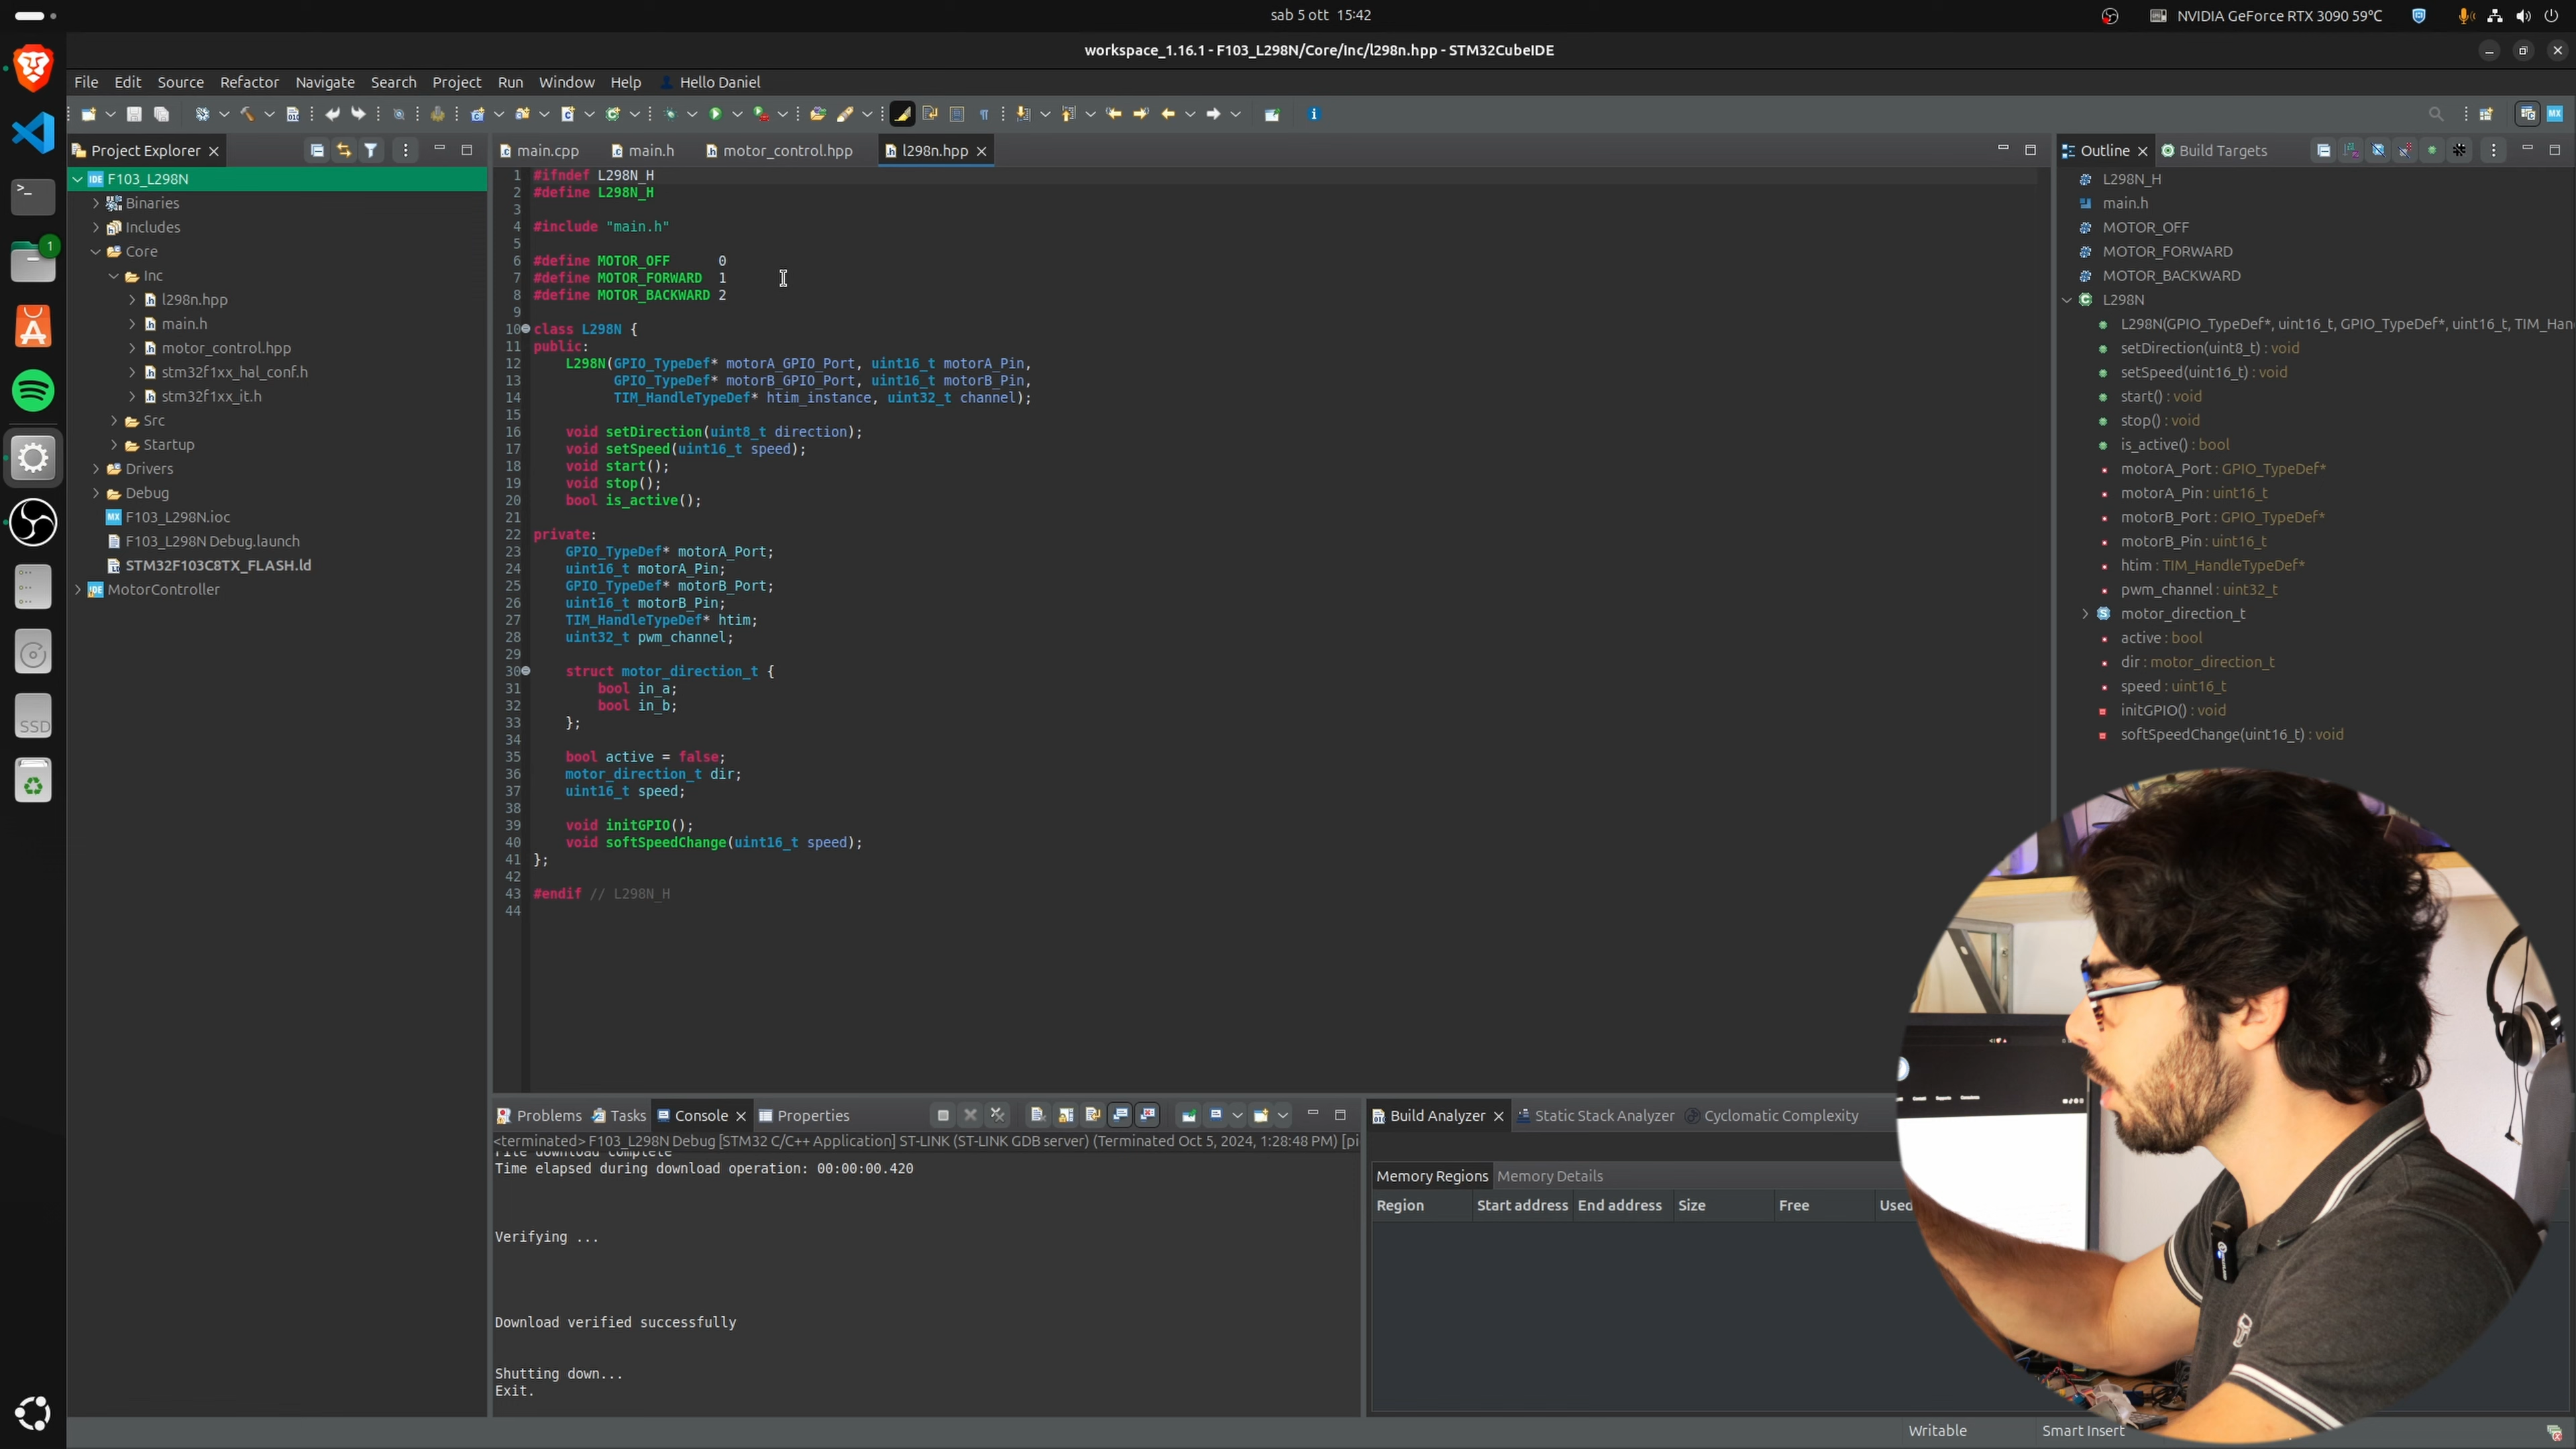 sab 5 ott 15:42
NVIDIA GeForce RTX 3090 59℃
workspace_1.16.1 - F103_L298N/Core/Inc/l298n.hpp - STM32CubeIDE
File Edit Source Refactor Navigate Search Project Run Window Help Hello Daniel
Project Explorer
F103_L298N
Binaries
Includes
Core
Inc
l298n.hpp
main.h
motor_control.hpp
stm32f1xx_hal_conf.h
stm32f1xx_it.h
Src
Startup
Drivers
Debug
F103_L298N.ioc
F103_L298N Debug.launch
STM32F103C8TX_FLASH.ld
MotorController
main.cpp main.h motor_control.hpp l298n.hpp
1 #ifndef L298N_H
2 #define L298N_H
3
4 #include "main.h"
5
6 #define MOTOR_OFF      0
7 #define MOTOR_FORWARD  1
8 #define MOTOR_BACKWARD 2
9
10 class L298N {
11 public:
12     L298N(GPIO_TypeDef* motorA_GPIO_Port, uint16_t motorA_Pin,
13           GPIO_TypeDef* motorB_GPIO_Port, uint16_t motorB_Pin,
14           TIM_HandleTypeDef* htim_instance, uint32_t channel);
15
16     void setDirection(uint8_t direction);
17     void setSpeed(uint16_t speed);
18     void start();
19     void stop();
20     bool is_active();
21
22 private:
23     GPIO_TypeDef* motorA_Port;
24     uint16_t motorA_Pin;
25     GPIO_TypeDef* motorB_Port;
26     uint16_t motorB_Pin;
27     TIM_HandleTypeDef* htim;
28     uint32_t pwm_channel;
29
30     struct motor_direction_t {
31         bool in_a;
32         bool in_b;
33     };
34
35     bool active = false;
36     motor_direction_t dir;
37     uint16_t speed;
38
39     void initGPIO();
40     void softSpeedChange(uint16_t speed);
41 };
42
43 #endif // L298N_H
44
Outline Build Targets
L298N_H
main.h
MOTOR_OFF
MOTOR_FORWARD
MOTOR_BACKWARD
L298N
L298N(GPIO_TypeDef*, uint16_t, GPIO_TypeDef*, uint16_t, TIM_Han
setDirection(uint8_t) : void
setSpeed(uint16_t) : void
start() : void
stop() : void
is_active() : bool
motorA_Port : GPIO_TypeDef*
motorA_Pin : uint16_t
motorB_Port : GPIO_TypeDef*
motorB_Pin : uint16_t
htim : TIM_HandleTypeDef*
pwm_channel : uint32_t
motor_direction_t
active : bool
dir : motor_direction_t
speed : uint16_t
initGPIO() : void
softSpeedChange(uint16_t) : void
Problems Tasks Console Properties
<terminated> F103_L298N Debug [STM32 C/C++ Application] ST-LINK (ST-LINK GDB server) (Terminated Oct 5, 2024, 1:28:48 PM) [pi
File download complete
Time elapsed during download operation: 00:00:00.420
Verifying ...
Download verified successfully
Shutting down...
Exit.
Build Analyzer Static Stack Analyzer Cyclomatic Complexity
Memory Regions Memory Details
Region Start address End address Size Free Used
Writable Smart Insert
SSD
1